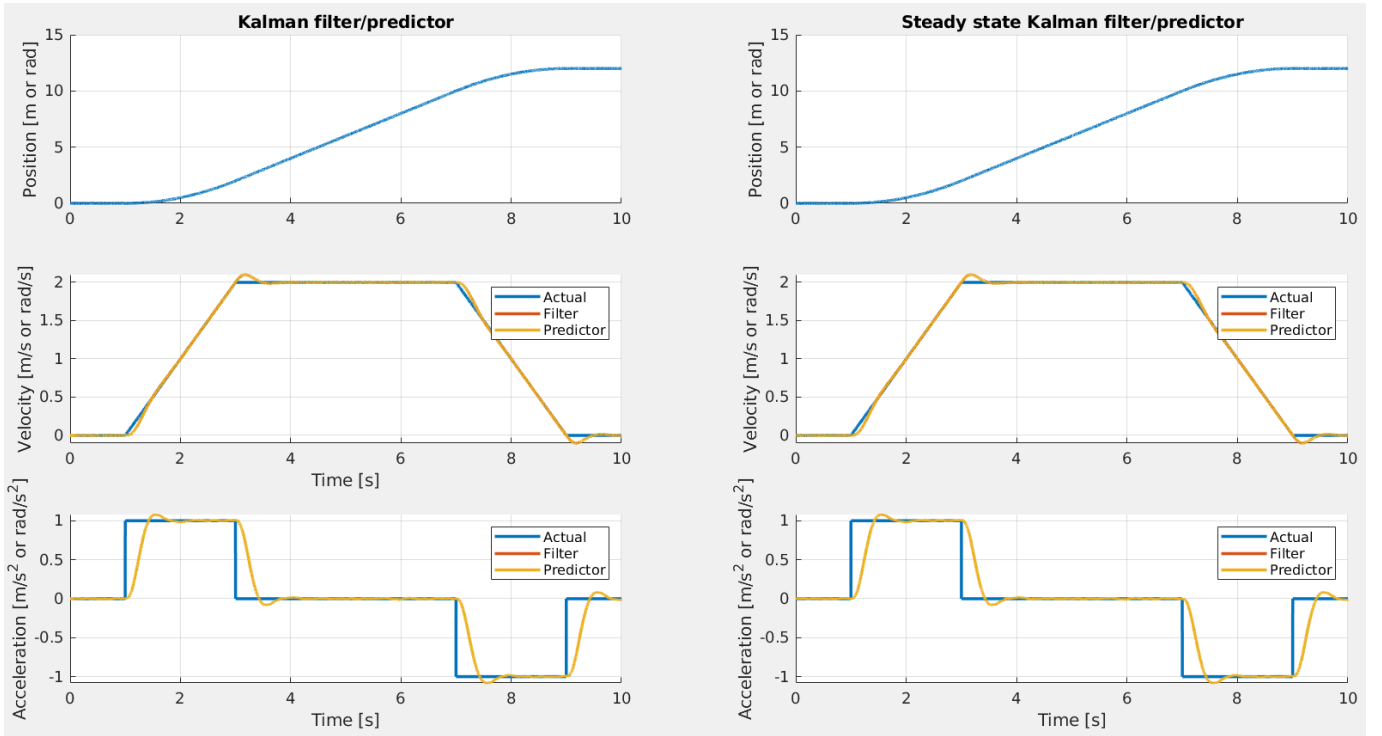 Kalman filter/predictor
Position [m or rad]
15
10
5
0
0 2 4 6 8 10
Velocity [m/s or rad/s]
2
1.5
1
0.5
0
Actual
Filter
Predictor
0 2 4 6 8 10
Time [s]
Acceleration [m/s² or rad/s²]
1
0.5
0
-0.5
-1
Actual
Filter
Predictor
0 2 4 6 8 10
Time [s]
Steady state Kalman filter/predictor
Position [m or rad]
15
10
5
0
0 2 4 6 8 10
Velocity [m/s or rad/s]
2
1.5
1
0.5
0
Actual
Filter
Predictor
0 2 4 6 8 10
Acceleration [m/s² or rad/s²]
1
0.5
0
-0.5
-1
Actual
Filter
Predictor
0 2 4 6 8 10
Time [s]